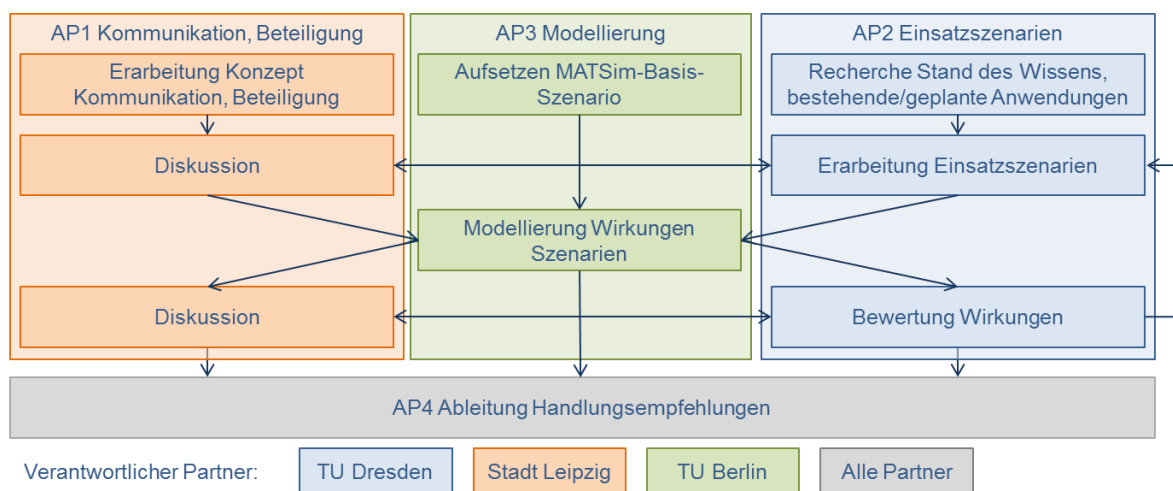 AP1 Kommunikation, Beteiligung
Erarbeitung Konzept
Kommunikation, Beteiligung
Diskussion
Diskussion
AP3 Modellierung
Aufsetzen MATSim-Basis-
Szenario
Modellierung Wirkungen
Szenarien
AP2 Einsatzszenarien
Recherche Stand des Wissens,
bestehende/geplante Anwendungen
Erarbeitung Einsatzszenarien
Bewertung Wirkungen
AP4 Ableitung Handlungsempfehlungen
Verantwortlicher Partner:
TU Dresden
Stadt Leipzig
TU Berlin
Alle Partner